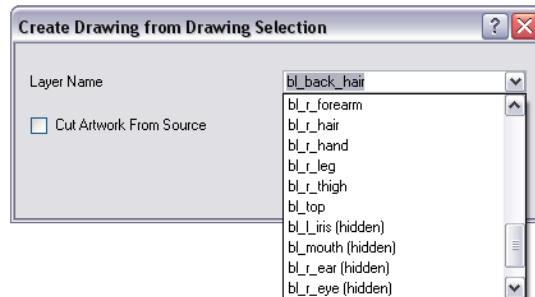 Create Drawing from Drawing Selection
Layer Name
bl_back_hair
Cut Artwork From Source
bl_r_forearm
bl_r_hair
bl_r_hand
bl_r_leg
bl_r_thigh
bl_top
bl_l_iris (hidden)
bl_mouth (hidden)
bl_r_ear (hidden)
bl_r_eye (hidden)